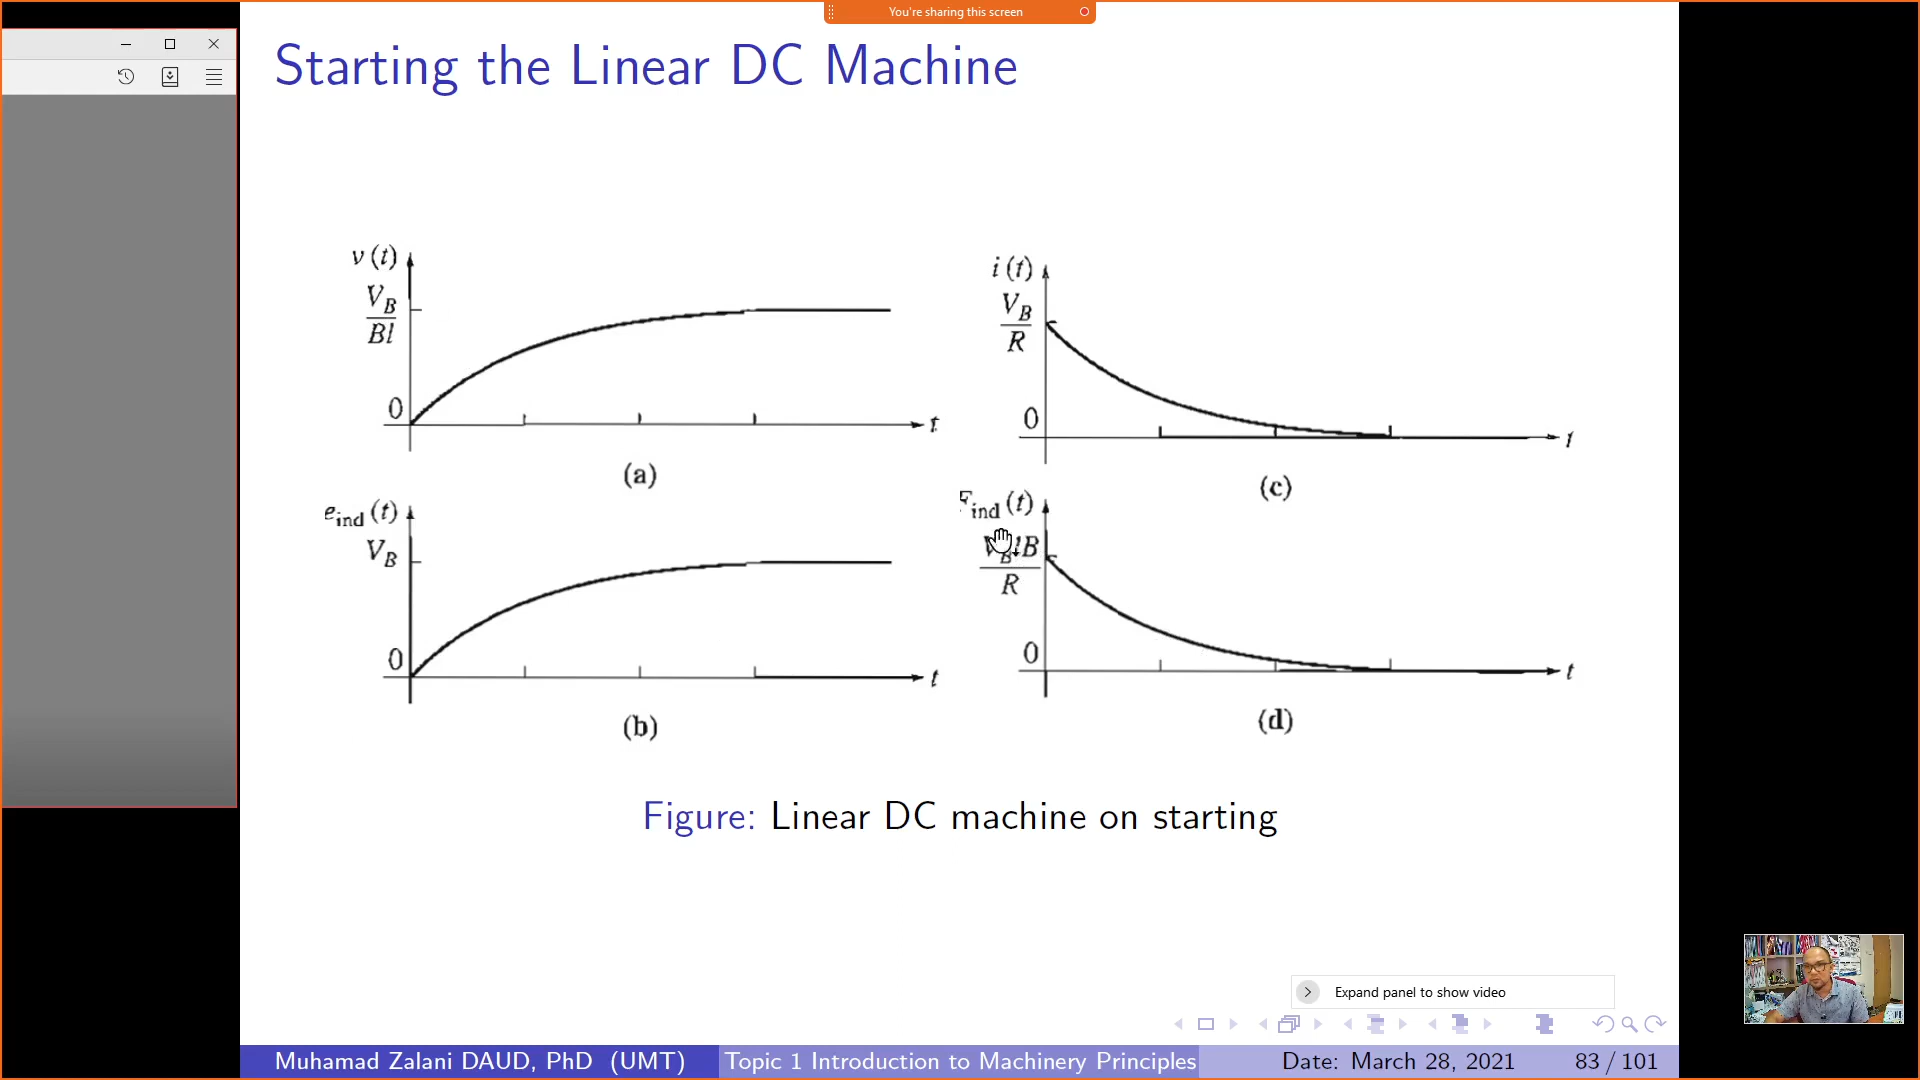 You're sharing this screen
Starting the Linear DC Machine
v (t)
V_B
Bl
0
t
(a)
i (t)
V_B
R
0
t
(c)
e_ind (t)
V_B
0
t
(b)
F_ind (t)
V_B l B
R
0
t
(d)
Figure: Linear DC machine on starting
Expand panel to show video
Muhamad Zalani DAUD, PhD (UMT) Topic 1 Introduction to Machinery Principles Date: March 28, 2021 83 / 101